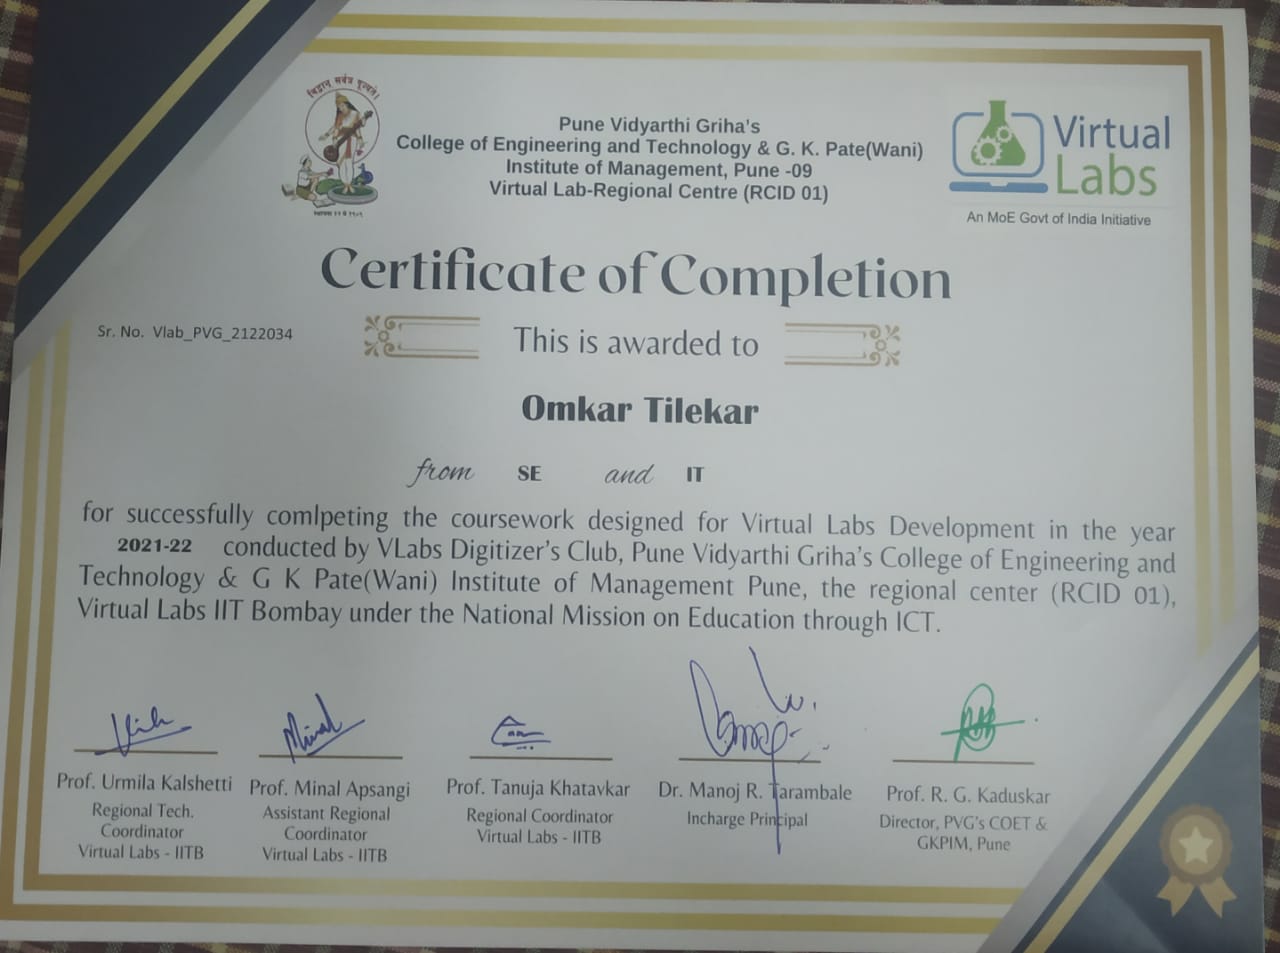 विद्वान् सर्वत्र पूज्यते।
Pune Vidyarthi Griha's
College of Engineering and Technology & G. K. Pate(Wani)
Institute of Management, Pune -09
Virtual Lab-Regional Centre (RCID 01)
Virtual
Labs
An MoE Govt of India Initiative
Certificate of Completion
Sr. No. Vlab_PVG_2122034
This is awarded to
Omkar Tilekar
from SE and IT
for successfully comlpeting the coursework designed for Virtual Labs Development in the year
2021-22 conducted by VLabs Digitizer's Club, Pune Vidyarthi Griha's College of Engineering and
Technology & G K Pate(Wani) Institute of Management Pune, the regional center (RCID 01),
Virtual Labs IIT Bombay under the National Mission on Education through ICT.
Prof. Urmila Kalshetti
Regional Tech.
Coordinator
Virtual Labs - IITB
Prof. Minal Apsangi
Assistant Regional
Coordinator
Virtual Labs - IITB
Prof. Tanuja Khatavkar
Regional Coordinator
Virtual Labs - IITB
Dr. Manoj R. Tarambale
Incharge Principal
Prof. R. G. Kaduskar
Director, PVG's COET &
GKPIM, Pune